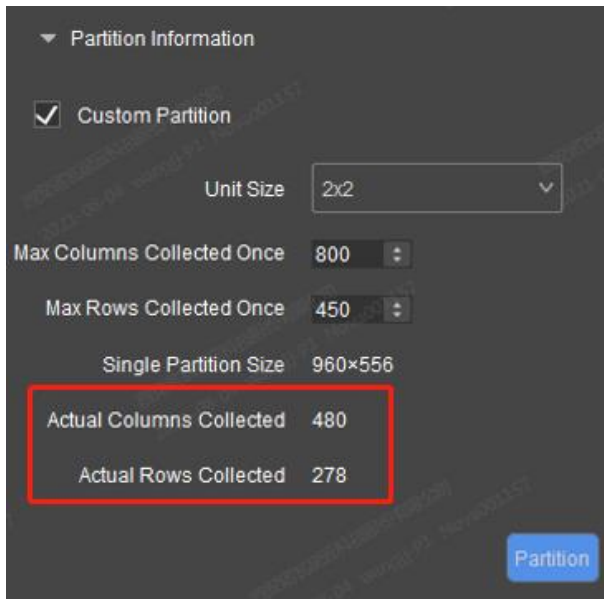 Partition Information
Custom Partition
Unit Size 2x2
Max Columns Collected Once 800
Max Rows Collected Once 450
Single Partition Size 960×556
Actual Columns Collected 480
Actual Rows Collected 278
Partition